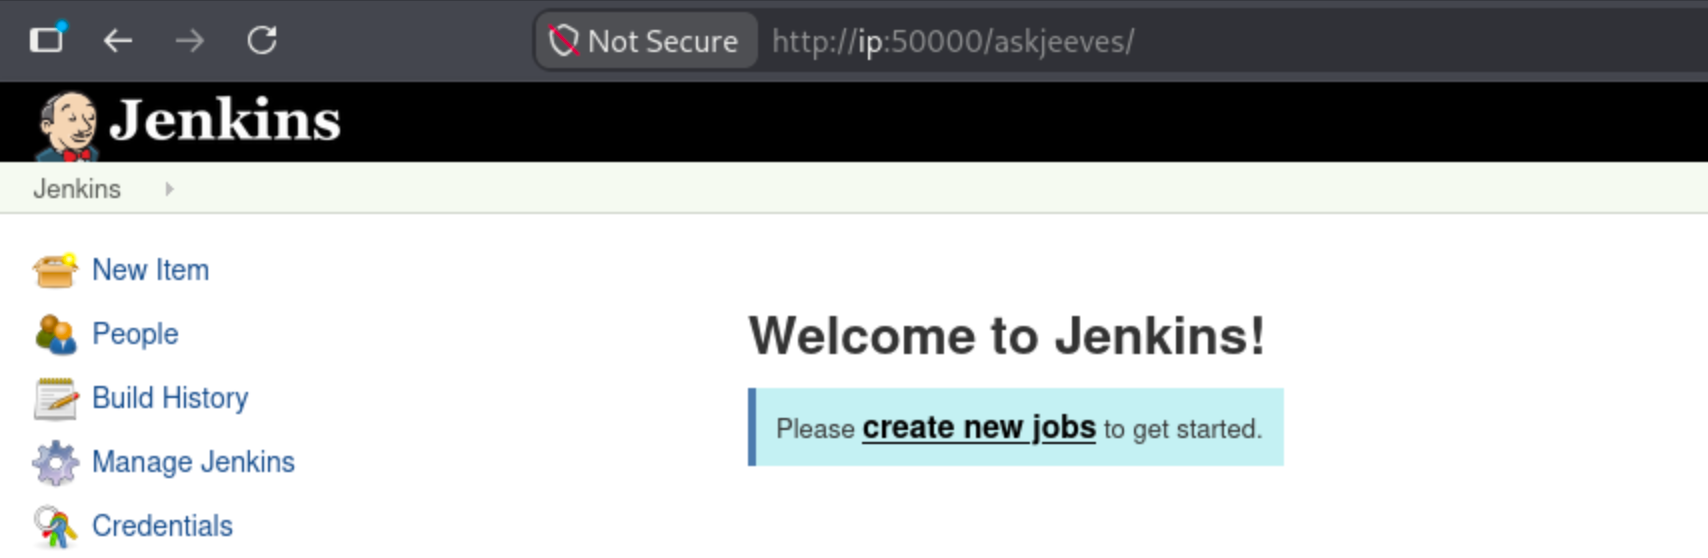 Not Secure http://ip:50000/askjeeves/
Jenkins
Jenkins
New Item
People
Build History
Manage Jenkins
Credentials
Welcome to Jenkins!
Please create new jobs to get started.